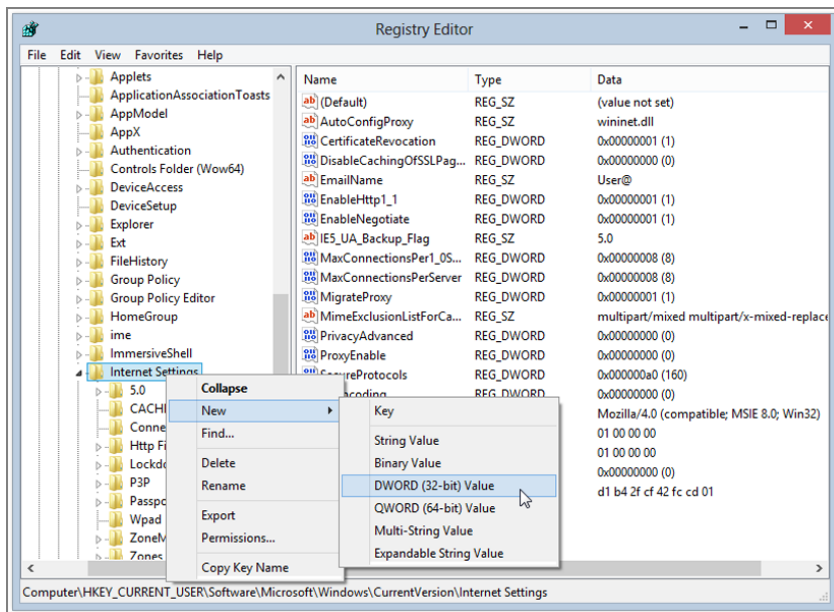 Registry Editor
File Edit View Favorites Help
Applets
ApplicationAssociationToasts
AppModel
AppX
Authentication
Controls Folder (Wow64)
DeviceAccess
DeviceSetup
Explorer
Ext
FileHistory
Group Policy
Group Policy Editor
HomeGroup
ime
ImmersiveShell
Internet Settings
5.0
CACHE
Conne
Http Fi
Lockdo
P3P
Passpo
Wpad
ZoneM
Zones
Name Type Data
(Default) REG_SZ (value not set)
AutoConfigProxy REG_SZ wininet.dll
CertificateRevocation REG_DWORD 0x00000001 (1)
DisableCachingOfSSLPag... REG_DWORD 0x00000000 (0)
EmailName REG_SZ User@
EnableHttp1_1 REG_DWORD 0x00000001 (1)
EnableNegotiate REG_DWORD 0x00000001 (1)
IE5_UA_Backup_Flag REG_SZ 5.0
MaxConnectionsPer1_0S... REG_DWORD 0x00000008 (8)
MaxConnectionsPerServer REG_DWORD 0x00000008 (8)
MigrateProxy REG_DWORD 0x00000001 (1)
MimeExclusionListForCa... REG_SZ multipart/mixed multipart/x-mixed-replace
PrivacyAdvanced REG_DWORD 0x00000000 (0)
ProxyEnable REG_DWORD 0x00000000 (0)
SecureProtocols REG_DWORD 0x000000a0 (160)
REG_DWORD 0x00000000 (0)
Mozilla/4.0 (compatible; MSIE 8.0; Win32)
01 00 00 00
01 00 00 00
0x00000000 (0)
d1 b4 2f cf 42 fc cd 01
Collapse
New
Find...
Delete
Rename
Export
Permissions...
Copy Key Name
Key
String Value
Binary Value
DWORD (32-bit) Value
QWORD (64-bit) Value
Multi-String Value
Expandable String Value
Computer\HKEY_CURRENT_USER\Software\Microsoft\Windows\CurrentVersion\Internet Settings